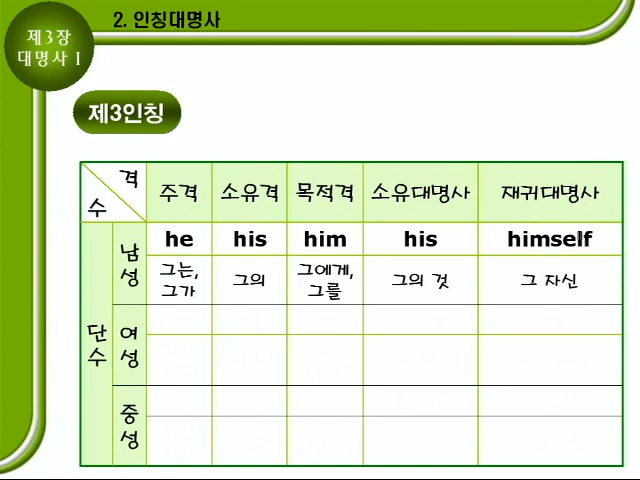 2. 인칭대명사
제3장
대명사 I
제3인칭
격
수
주격 소유격 목적격 소유대명사 재귀대명사
단수
남성
he his him his himself
그는, 그가 그의 그에게, 그를 그의 것 그 자신
여성
중성